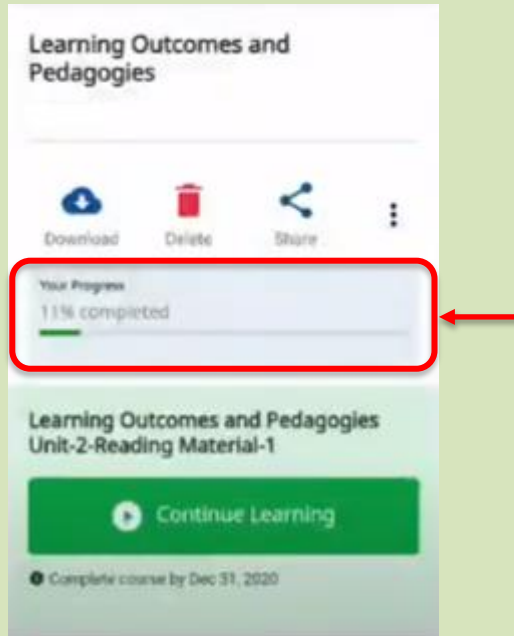 Learning Outcomes and
Pedagogies
Download Delete Share
Your Progress
11% completed
Learning Outcomes and Pedagogies
Unit-2-Reading Material-1
Continue Learning
Complete course by Dec 31, 2020